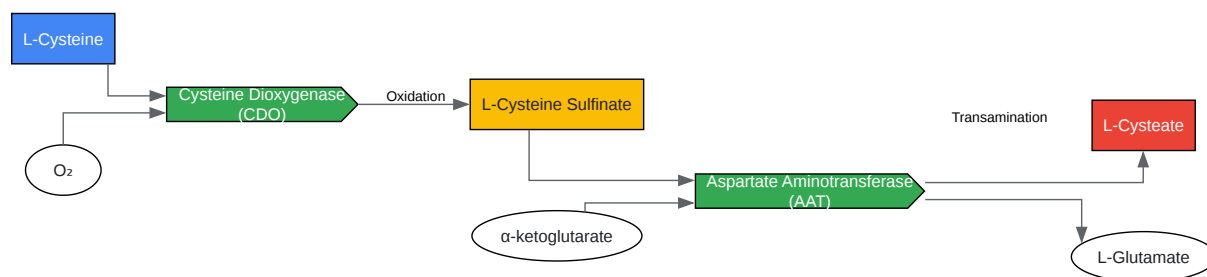 L-Cysteine
Cysteine Dioxygenase
(CDO)
Oxidation
L-Cysteine Sulfinate
O₂
Transamination
L-Cysteate
Aspartate Aminotransferase
(AAT)
α-ketoglutarate
L-Glutamate